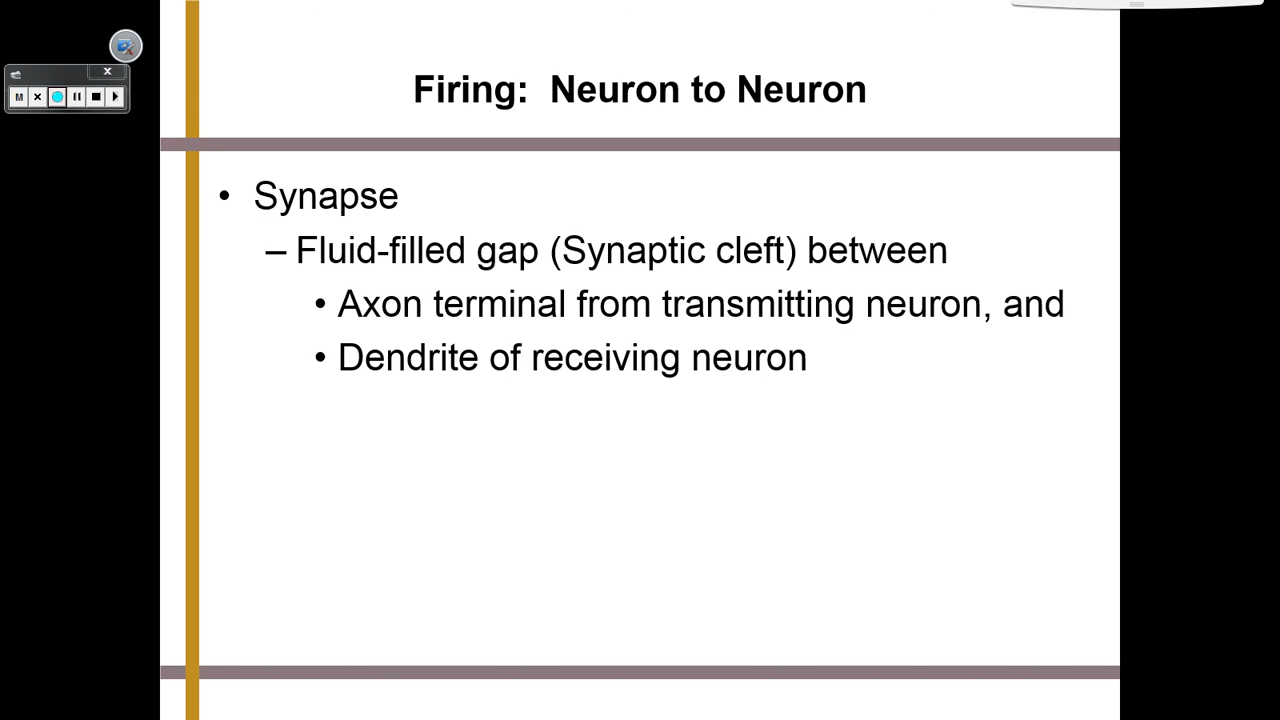 M
Firing:  Neuron to Neuron
• Synapse
– Fluid-filled gap (Synaptic cleft) between
• Axon terminal from transmitting neuron, and
• Dendrite of receiving neuron